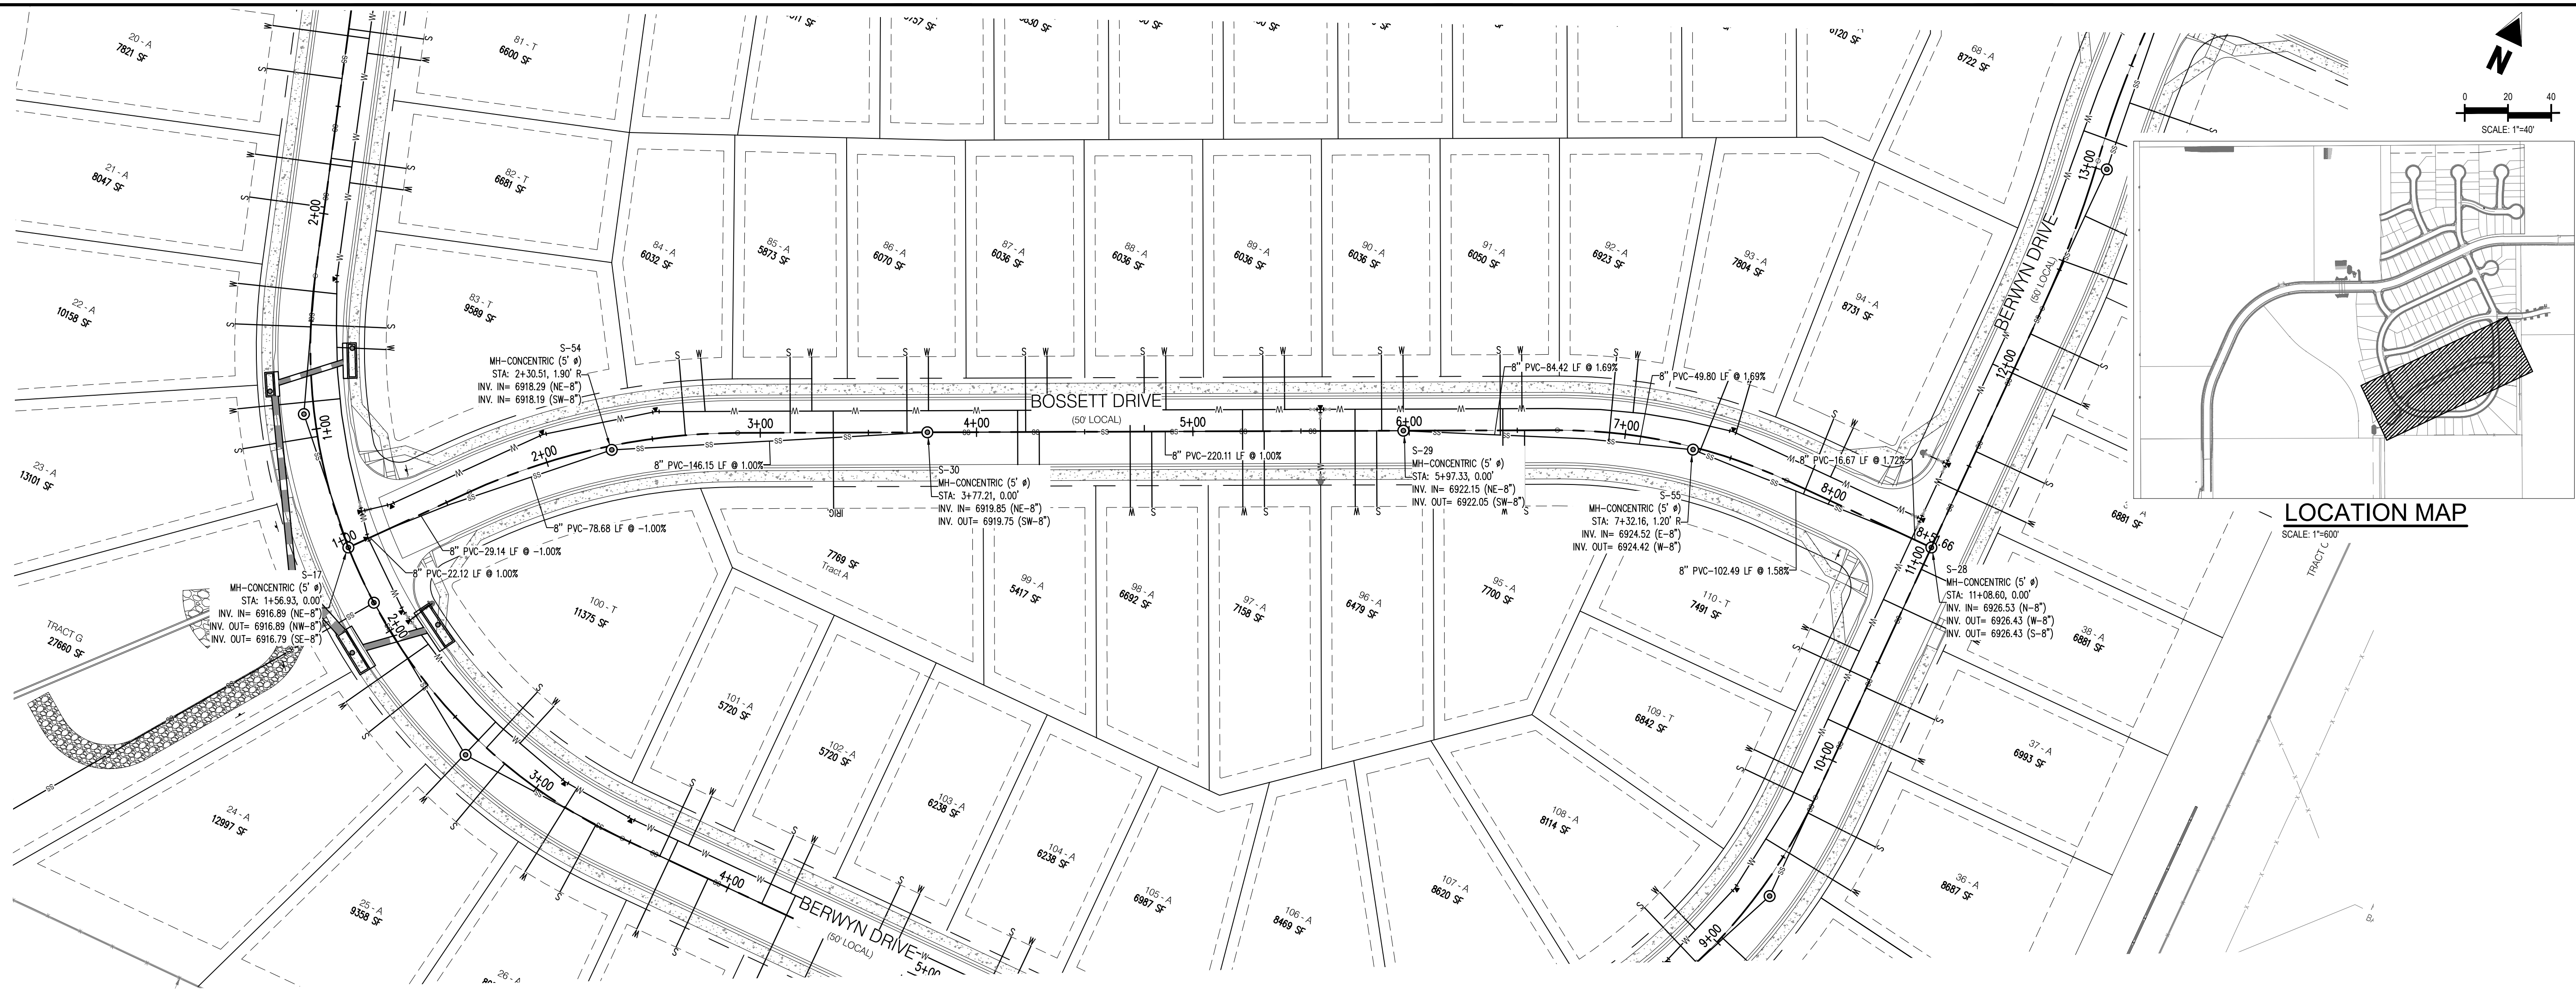 20 - A
7821 SF
81 - T
6600 SF
68 - A
8722 SF
N
0 20 40
SCALE: 1"=40'
21 - A
8047 SF
82 - T
6681 SF
22 - A
10158 SF
83 - T
9589 SF
84 - A
6032 SF
85 - A
5873 SF
86 - A
6070 SF
87 - A
6036 SF
88 - A
6036 SF
89 - A
6036 SF
90 - A
6036 SF
91 - A
6050 SF
92 - A
6923 SF
93 - A
7804 SF
94 - A
8731 SF
BERWYN DRIVE
(50' LOCAL)
13+00
12+00
LOCATION MAP
SCALE: 1"=600'
2+00
1+00
S-54
MH-CONCENTRIC (5' ø)
STA: 2+30.51, 1.90' R
INV. IN= 6918.29 (NE-8")
INV. IN= 6918.19 (SW-8")
BOSSETT DRIVE
(50' LOCAL)
1+00
2+00
3+00
4+00
5+00
6+00
7+00
8+00
8+51.66
8" PVC-84.42 LF @ 1.69%
8" PVC-49.80 LF @ 1.69%
8" PVC-16.67 LF @ 1.72%
8" PVC-146.15 LF @ 1.00%
8" PVC-220.11 LF @ 1.00%
8" PVC-78.68 LF @ -1.00%
8" PVC-29.14 LF @ -1.00%
8" PVC-22.12 LF @ 1.00%
8" PVC-102.49 LF @ 1.58%
S-30
MH-CONCENTRIC (5' ø)
STA: 3+77.21, 0.00'
INV. IN= 6919.85 (NE-8")
INV. OUT= 6919.75 (SW-8")
S-29
MH-CONCENTRIC (5' ø)
STA: 5+97.33, 0.00'
INV. IN= 6922.15 (NE-8")
INV. OUT= 6922.05 (SW-8")
S-55
MH-CONCENTRIC (5' ø)
STA: 7+32.16, 1.20' R
INV. IN= 6924.52 (E-8")
INV. OUT= 6924.42 (W-8")
S-28
MH-CONCENTRIC (5' ø)
STA: 11+08.60, 0.00'
INV. IN= 6926.53 (N-8")
INV. OUT= 6926.43 (W-8")
INV. OUT= 6926.43 (S-8")
S-17
MH-CONCENTRIC (5' ø)
STA: 1+56.93, 0.00'
INV. IN= 6916.89 (NE-8")
INV. OUT= 6916.89 (NW-8")
INV. OUT= 6916.79 (SE-8")
23 - A
13101 SF
TRACT G
27660 SF
24 - A
12997 SF
25 - A
9358 SF
26 - A
IRIG
7769 SF
Tract A
100 - T
11375 SF
99 - A
5417 SF
98 - A
6692 SF
97 - A
7158 SF
96 - A
6479 SF
95 - A
7700 SF
110 - T
7491 SF
109 - T
6842 SF
101 - A
5720 SF
102 - A
5720 SF
103 - A
6238 SF
104 - A
6238 SF
105 - A
6987 SF
106 - A
8469 SF
107 - A
8620 SF
108 - A
8114 SF
6881 SF
38 - A
6881 SF
37 - A
6993 SF
36 - A
8687 SF
TRACT C
2+00
3+00
4+00
5+00
BERWYN DRIVE
(50' LOCAL)
9+00
10+00
11+00